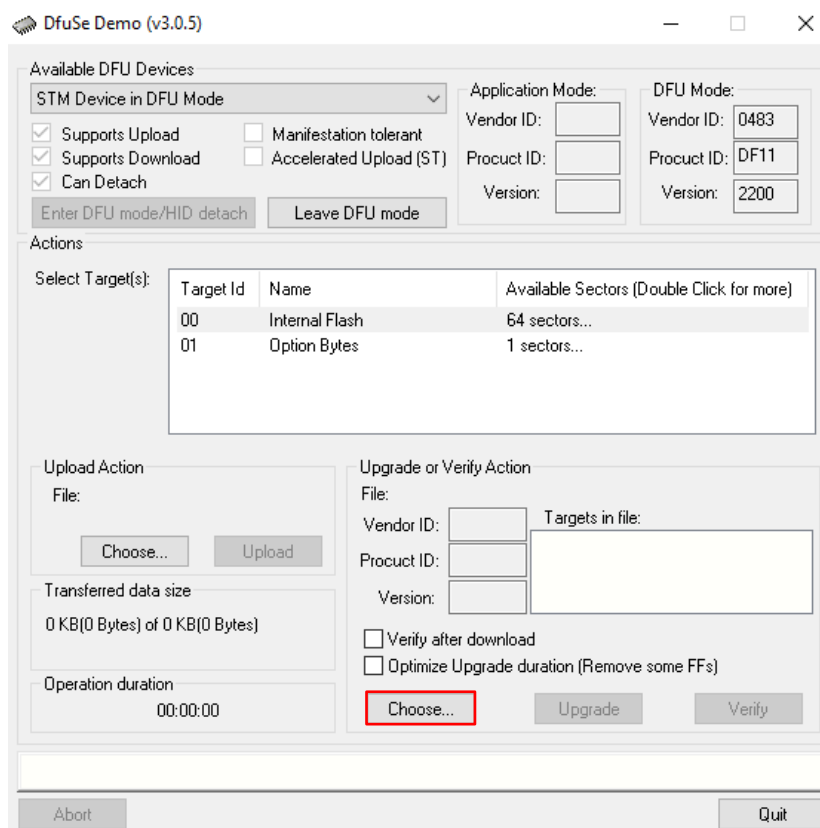 DfuSe Demo (v3.0.5)
Available DFU Devices
STM Device in DFU Mode
Supports Upload
Manifestation tolerant
Supports Download
Accelerated Upload (ST)
Can Detach
Enter DFU mode/HID detach
Leave DFU mode
Application Mode:
Vendor ID:
Procuct ID:
Version:
DFU Mode:
Vendor ID: 0483
Procuct ID: DF11
Version: 2200
Actions
Select Target(s):
Target Id Name Available Sectors (Double Click for more)
00 Internal Flash 64 sectors...
01 Option Bytes 1 sectors...
Upload Action
File:
Choose... Upload
Transferred data size
0 KB(0 Bytes) of 0 KB(0 Bytes)
Operation duration
00:00:00
Upgrade or Verify Action
File:
Vendor ID:
Procuct ID:
Version:
Targets in file:
Verify after download
Optimize Upgrade duration (Remove some FFs)
Choose... Upgrade Verify
Abort Quit